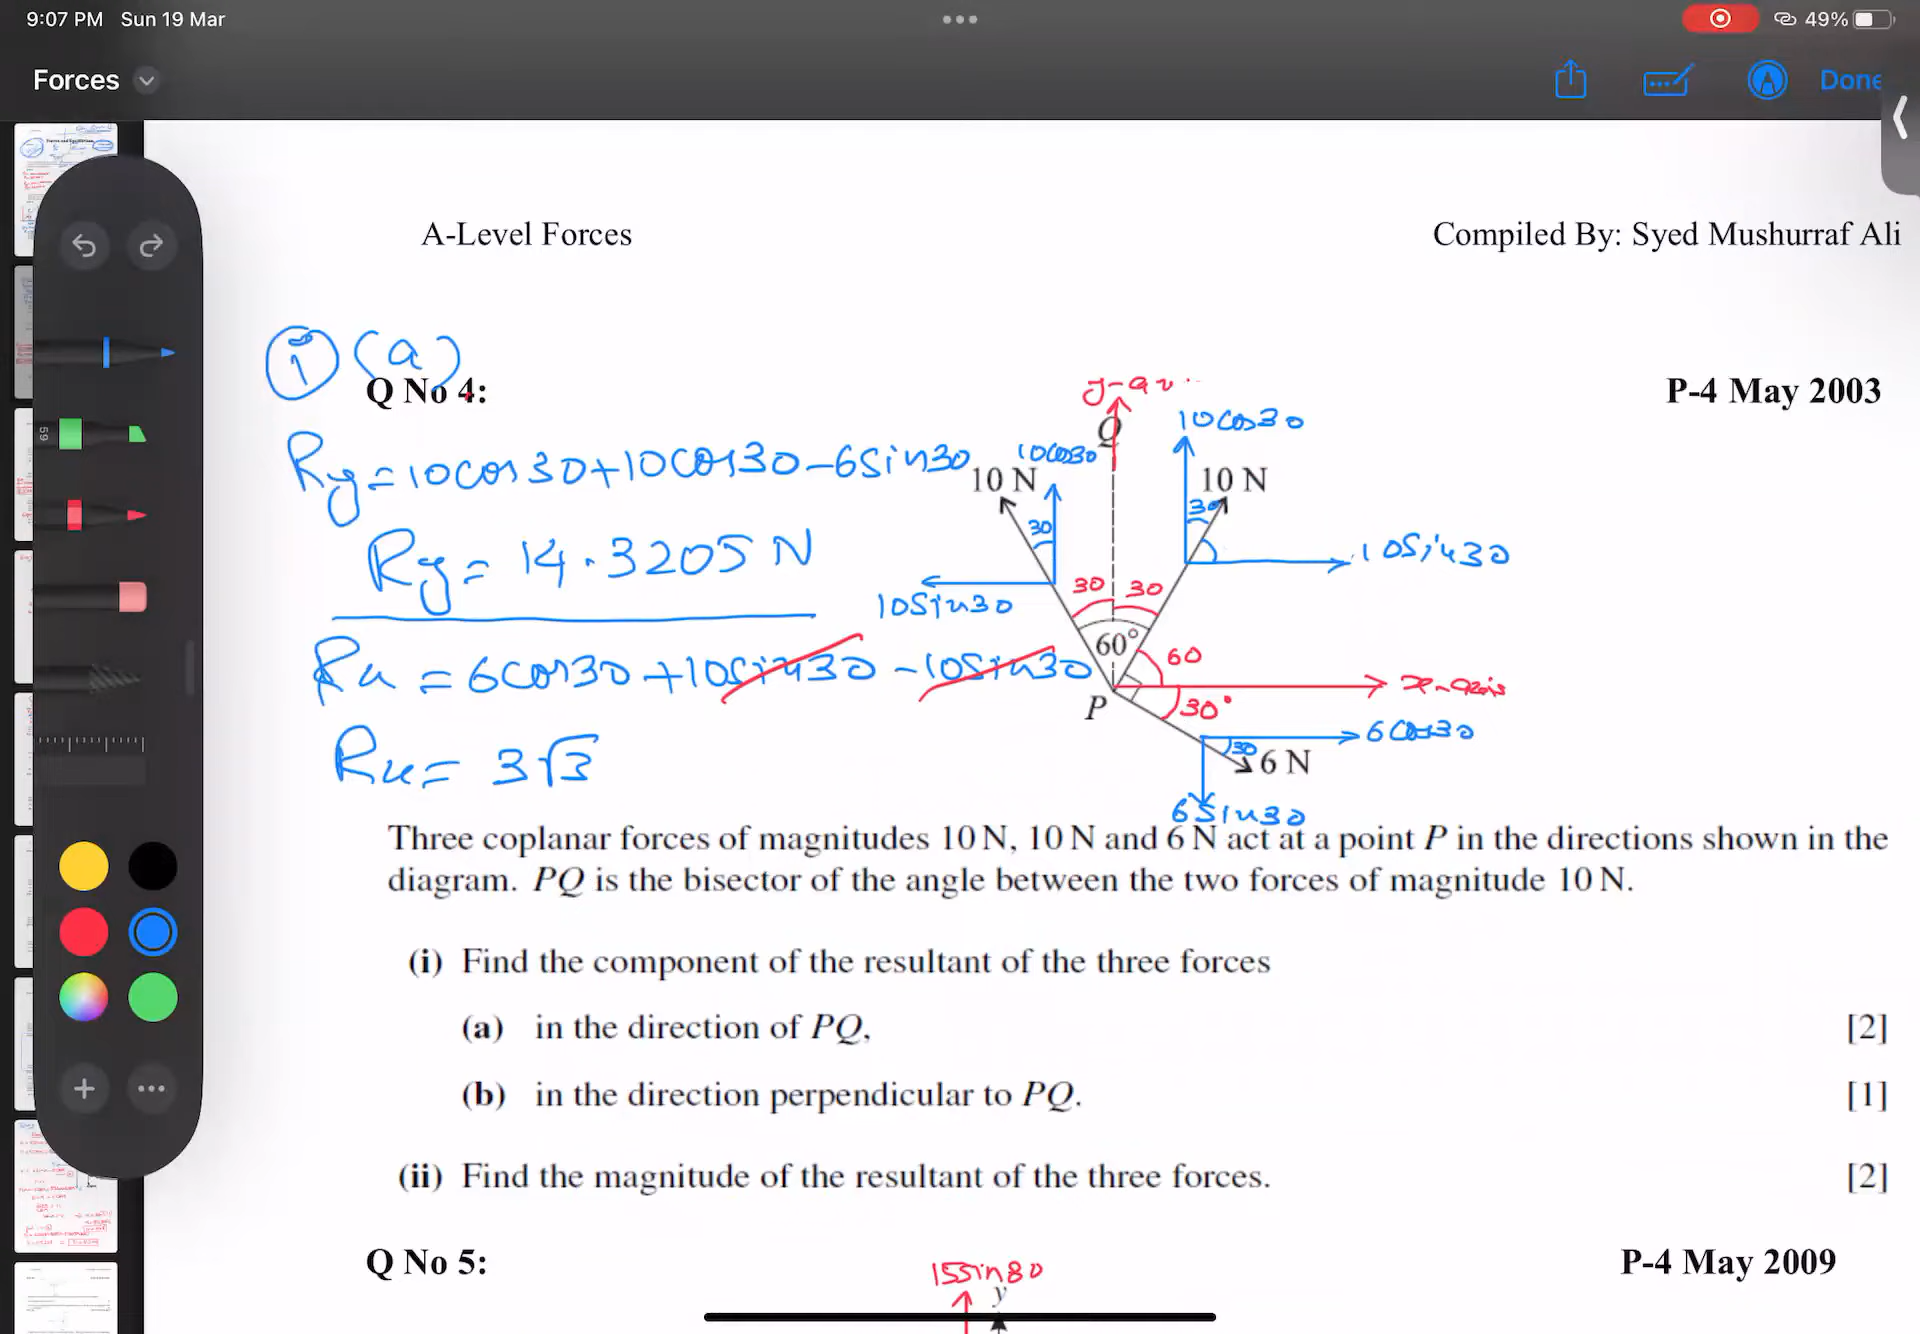 9:07 PM Sun 19 Mar
49%
Forces
Done
A-Level Forces
Compiled By: Syed Mushurraf Ali
i (a)
Q No 4:
P-4 May 2003
y-ax
Q
10cos30
10cos30
Ry=10cos30+10cos30-6sin30
10 N
10 N
30
30
Ry= 14.3205 N
10sin30
10sin30
30 30
60°
Rx = 6cos30 +10sin30 -10sin30
60
x-axis
P
30°
6cos30
Rx= 3√3
30
6 N
6sin30
Three coplanar forces of magnitudes 10 N, 10 N and 6 N act at a point P in the directions shown in the
diagram. PQ is the bisector of the angle between the two forces of magnitude 10 N.
(i) Find the component of the resultant of the three forces
(a) in the direction of PQ, [2]
(b) in the direction perpendicular to PQ. [1]
(ii) Find the magnitude of the resultant of the three forces. [2]
Q No 5:
P-4 May 2009
15sin80
y
59